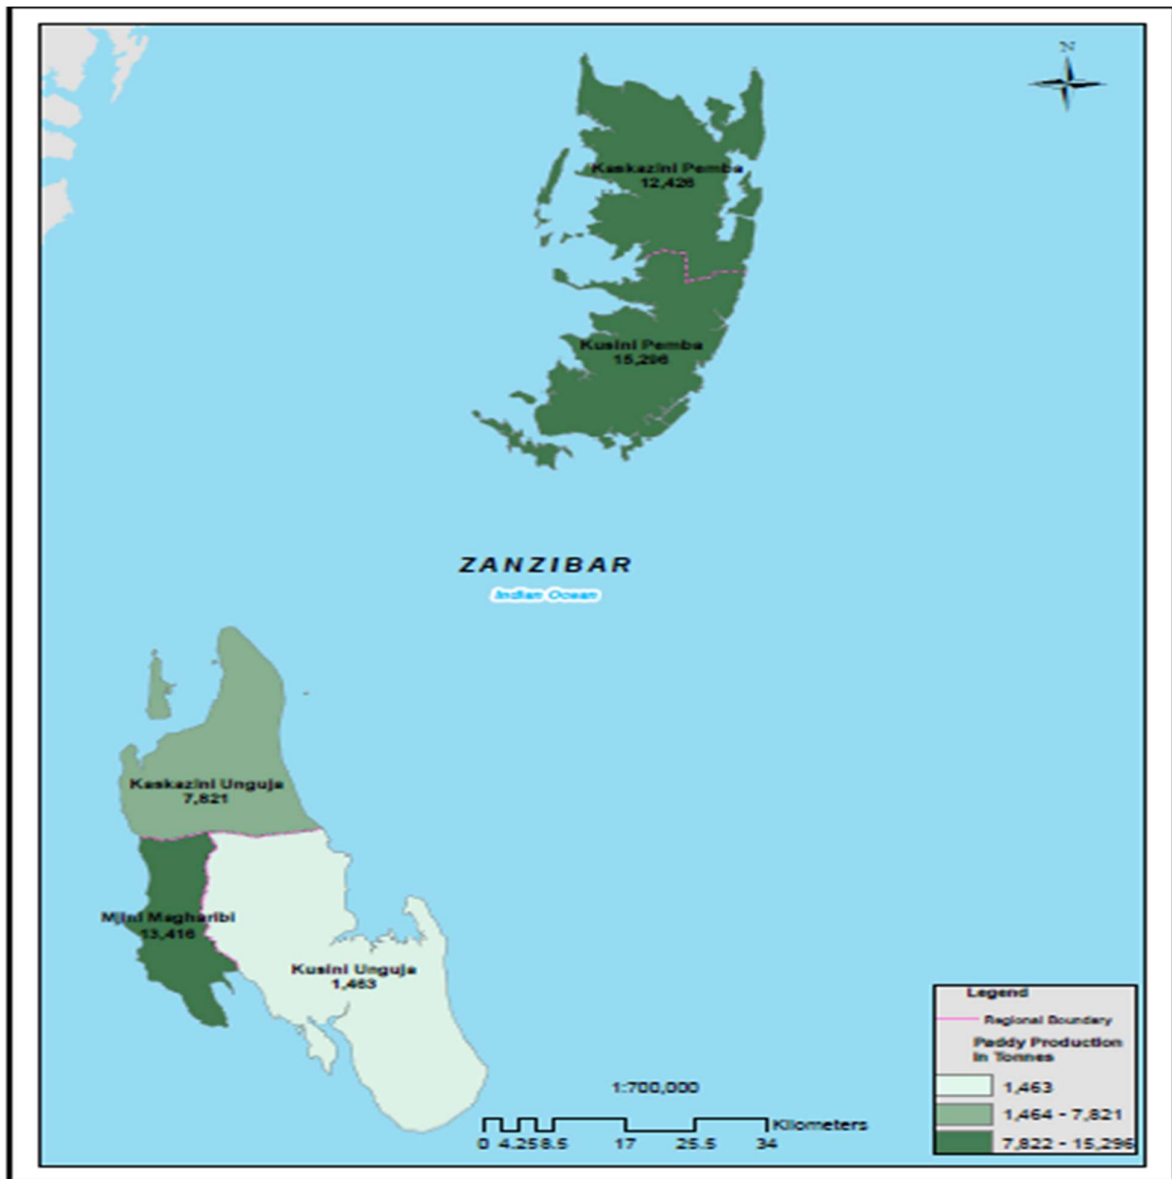 N
Kaskazini Pemba
12,426
Kusini Pemba
15,296
ZANZIBAR
Indian Ocean
Kaskazini Unguja
7,821
Mjini Magharibi
13,416
Kusini Unguja
1,463
Legend
Regional Boundary
Paddy Production
In Tonnes
1,463
1,464 - 7,821
7,822 - 15,296
1:700,000
Kilometers
0 4.25 8.5 17 25.5 34